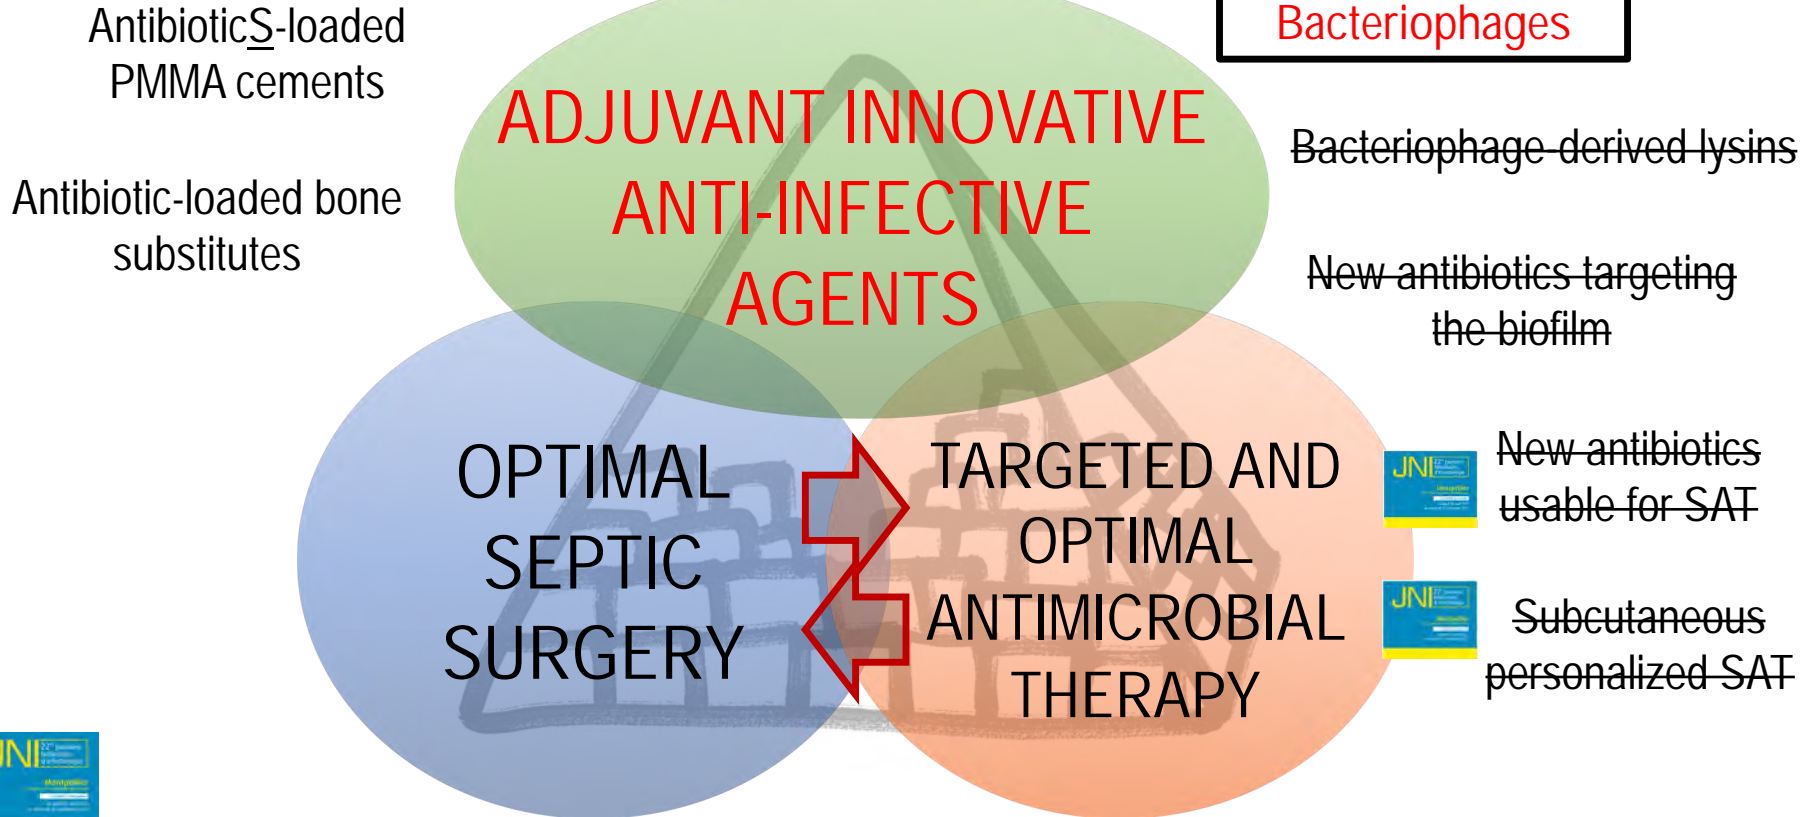 AntibioticS-loaded
PMMA cements
Antibiotic-loaded bone
substitutes
ADJUVANT INNOVATIVE
ANTI-INFECTIVE
AGENTS
OPTIMAL
SEPTIC
SURGERY
TARGETED AND
OPTIMAL
ANTIMICROBIAL
THERAPY
Bacteriophages
Bacteriophage-derived lysins
New antibiotics targeting
the biofilm
JNI
New antibiotics
usable for SAT
JNI
Subcutaneous
personalized SAT
JNI